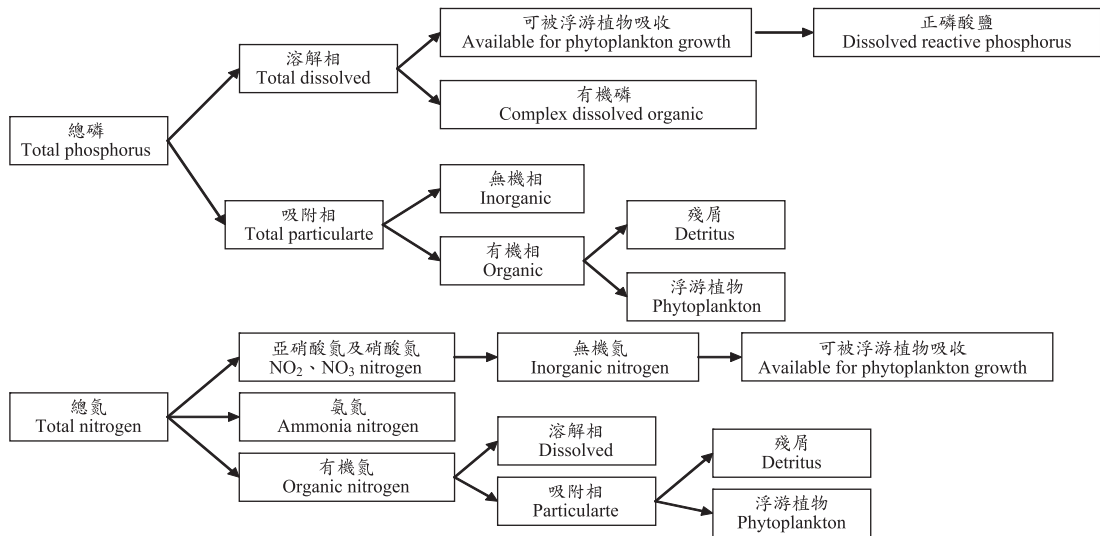 總磷
Total phosphorus
溶解相
Total dissolved
可被浮游植物吸收
Available for phytoplankton growth
正磷酸鹽
Dissolved reactive phosphorus
有機磷
Complex dissolved organic
吸附相
Total particularte
無機相
Inorganic
有機相
Organic
殘屑
Detritus
浮游植物
Phytoplankton
總氮
Total nitrogen
亞硝酸氮及硝酸氮
NO₂、NO₃ nitrogen
無機氮
Inorganic nitrogen
可被浮游植物吸收
Available for phytoplankton growth
氨氮
Ammonia nitrogen
有機氮
Organic nitrogen
溶解相
Dissolved
吸附相
Particularte
殘屑
Detritus
浮游植物
Phytoplankton